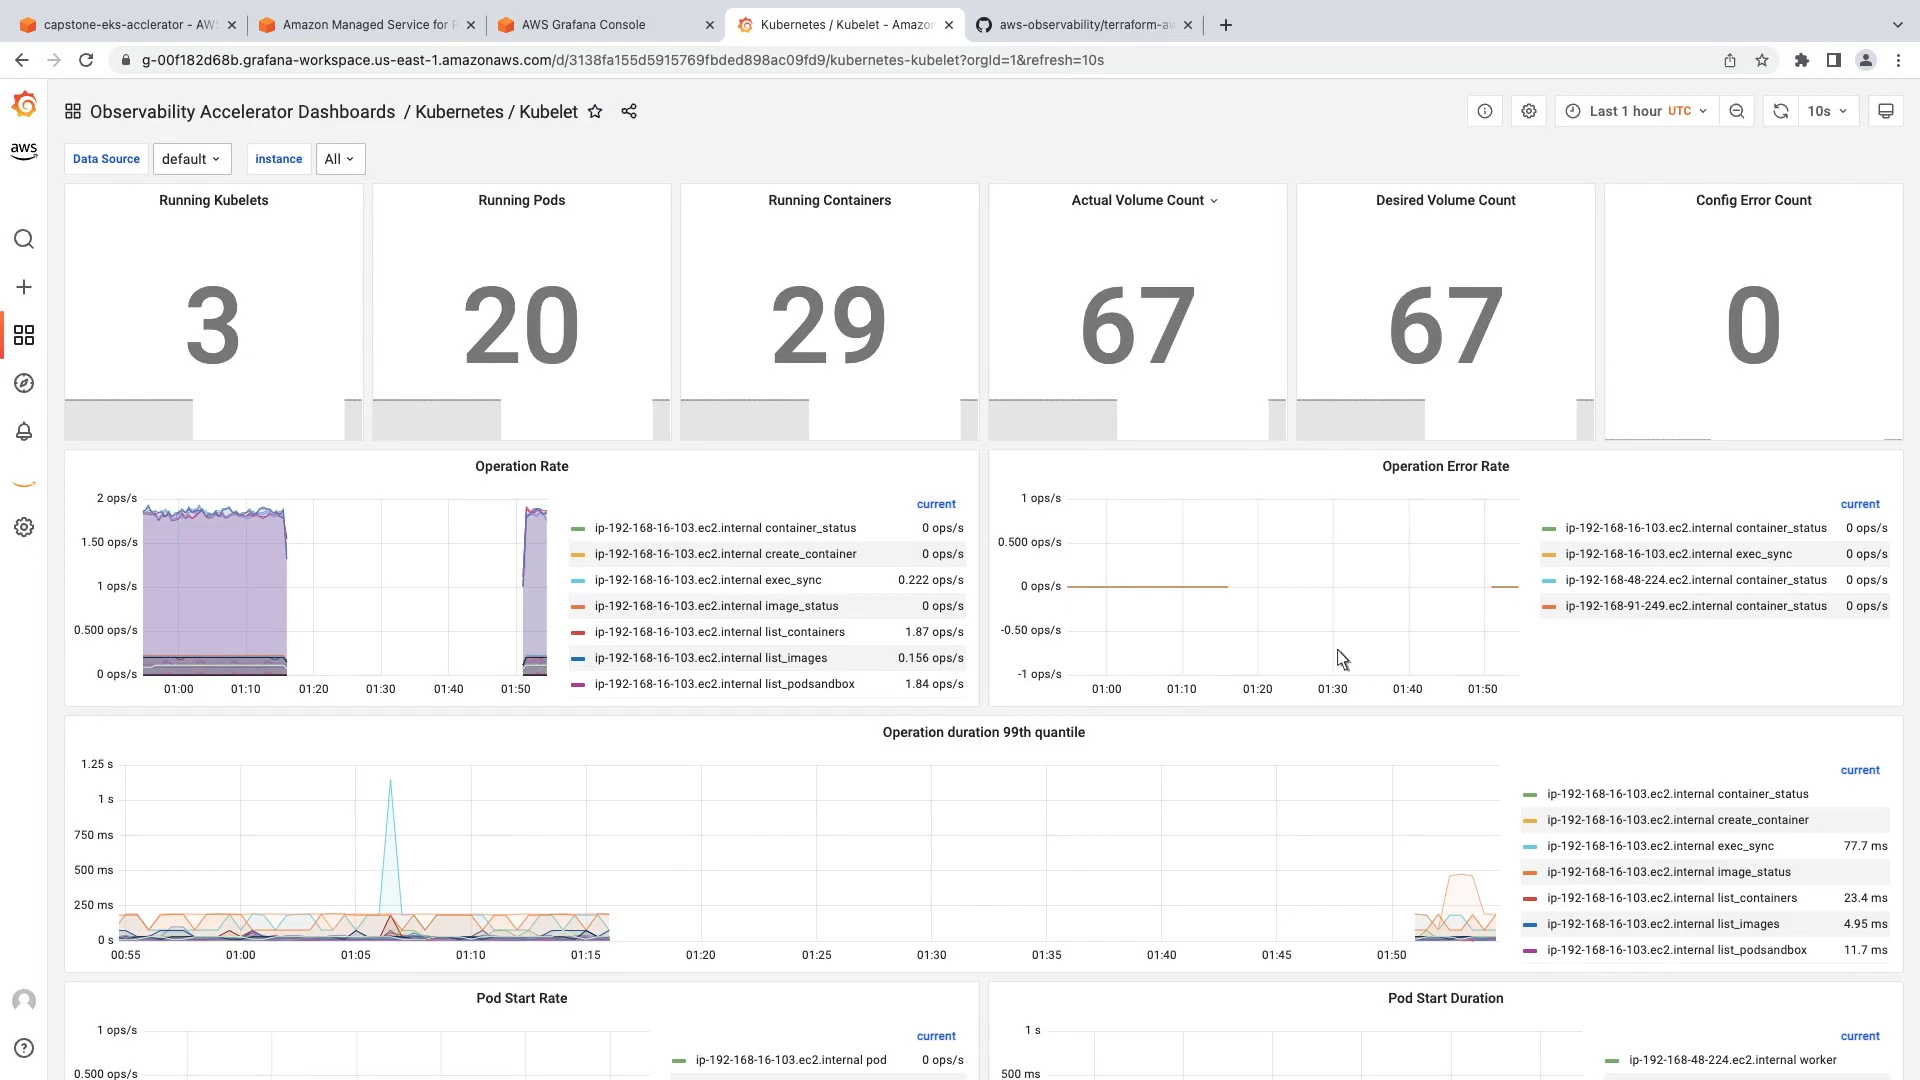 capstone-eks-acclerator - AWS
Amazon Managed Service for P
AWS Grafana Console
Kubernetes / Kubelet - Amazon
aws-observability/terraform-aw
g-00f182d68b.grafana-workspace.us-east-1.amazonaws.com/d/3138fa155d5915769fbded898ac09fd9/kubernetes-kubelet?orgId=1&refresh=10s
Observability Accelerator Dashboards / Kubernetes / Kubelet
Last 1 hour UTC
10s
aws
Data Source
default
instance
All
Running Kubelets
3
Running Pods
20
Running Containers
29
Actual Volume Count
67
Desired Volume Count
67
Config Error Count
0
Operation Rate
2 ops/s
1.50 ops/s
1 ops/s
0.500 ops/s
0 ops/s
01:00 01:10 01:20 01:30 01:40 01:50
current
ip-192-168-16-103.ec2.internal container_status 0 ops/s
ip-192-168-16-103.ec2.internal create_container 0 ops/s
ip-192-168-16-103.ec2.internal exec_sync 0.222 ops/s
ip-192-168-16-103.ec2.internal image_status 0 ops/s
ip-192-168-16-103.ec2.internal list_containers 1.87 ops/s
ip-192-168-16-103.ec2.internal list_images 0.156 ops/s
ip-192-168-16-103.ec2.internal list_podsandbox 1.84 ops/s
Operation Error Rate
1 ops/s
0.500 ops/s
0 ops/s
-0.50 ops/s
-1 ops/s
01:00 01:10 01:20 01:30 01:40 01:50
current
ip-192-168-16-103.ec2.internal container_status 0 ops/s
ip-192-168-16-103.ec2.internal exec_sync 0 ops/s
ip-192-168-48-224.ec2.internal container_status 0 ops/s
ip-192-168-91-249.ec2.internal container_status 0 ops/s
Operation duration 99th quantile
1.25 s
1 s
750 ms
500 ms
250 ms
0 s
00:55 01:00 01:05 01:10 01:15 01:20 01:25 01:30 01:35 01:40 01:45 01:50
current
ip-192-168-16-103.ec2.internal container_status
ip-192-168-16-103.ec2.internal create_container
ip-192-168-16-103.ec2.internal exec_sync 77.7 ms
ip-192-168-16-103.ec2.internal image_status
ip-192-168-16-103.ec2.internal list_containers 23.4 ms
ip-192-168-16-103.ec2.internal list_images 4.95 ms
ip-192-168-16-103.ec2.internal list_podsandbox 11.7 ms
Pod Start Rate
1 ops/s
0.500 ops/s
current
ip-192-168-16-103.ec2.internal pod 0 ops/s
Pod Start Duration
1 s
500 ms
current
ip-192-168-48-224.ec2.internal worker